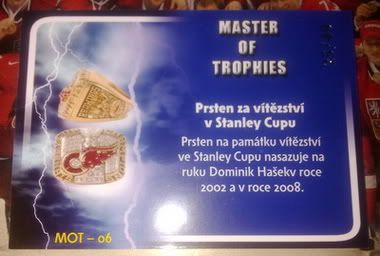 MASTER
OF
TROPHIES
Prsten za vítězství
v Stanley Cupu
Prsten na památku vítězství
ve Stanley Cupu nasazuje na
ruku Dominik Hašekv roce
2002 a v roce 2008.
MOT – 06